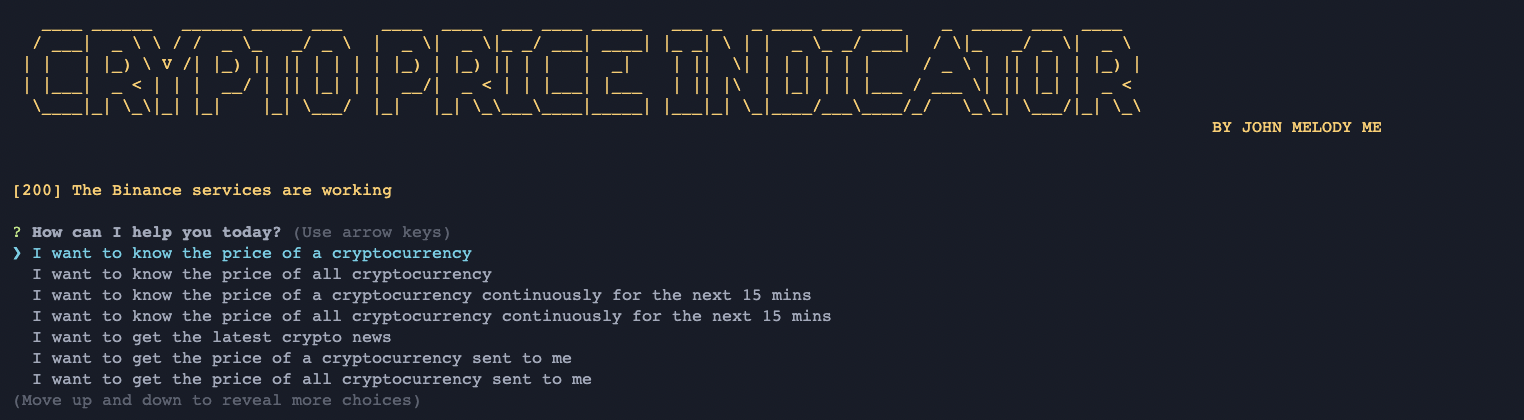 CRYPTO PRICE INDICATOR
BY JOHN MELODY ME
[200] The Binance services are working
? How can I help you today? (Use arrow keys)
❯ I want to know the price of a cryptocurrency
I want to know the price of all cryptocurrency
I want to know the price of a cryptocurrency continuously for the next 15 mins
I want to know the price of all cryptocurrency continuously for the next 15 mins
I want to get the latest crypto news
I want to get the price of a cryptocurrency sent to me
I want to get the price of all cryptocurrency sent to me
(Move up and down to reveal more choices)